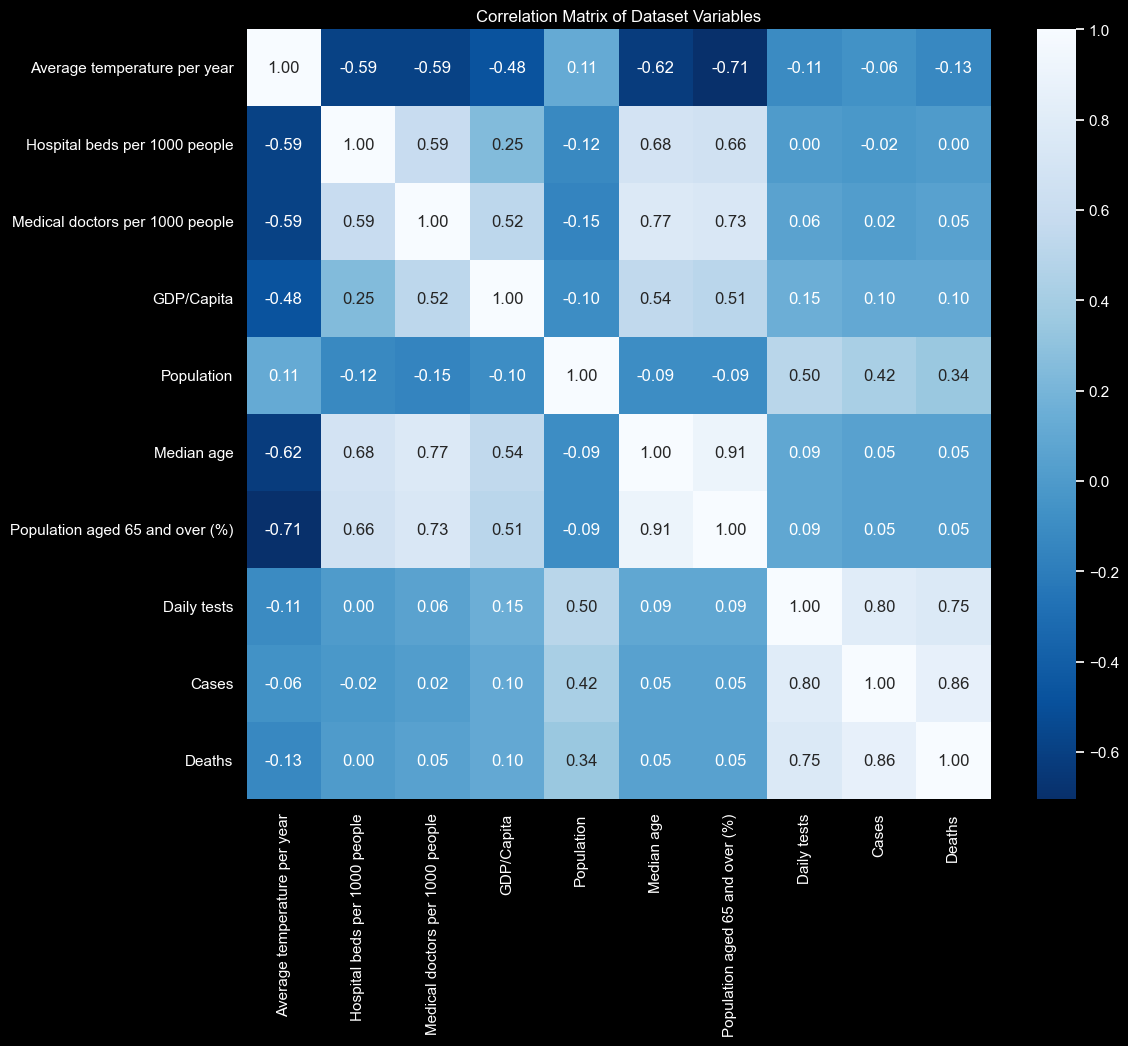 Correlation Matrix of Dataset Variables
Average temperature per year 1.00 -0.59 -0.59 -0.48 0.11 -0.62 -0.71 -0.11 -0.06 -0.13
Hospital beds per 1000 people -0.59 1.00 0.59 0.25 -0.12 0.68 0.66 0.00 -0.02 0.00
Medical doctors per 1000 people -0.59 0.59 1.00 0.52 -0.15 0.77 0.73 0.06 0.02 0.05
GDP/Capita -0.48 0.25 0.52 1.00 -0.10 0.54 0.51 0.15 0.10 0.10
Population 0.11 -0.12 -0.15 -0.10 1.00 -0.09 -0.09 0.50 0.42 0.34
Median age -0.62 0.68 0.77 0.54 -0.09 1.00 0.91 0.09 0.05 0.05
Population aged 65 and over (%) -0.71 0.66 0.73 0.51 -0.09 0.91 1.00 0.09 0.05 0.05
Daily tests -0.11 0.00 0.06 0.15 0.50 0.09 0.09 1.00 0.80 0.75
Cases -0.06 -0.02 0.02 0.10 0.42 0.05 0.05 0.80 1.00 0.86
Deaths -0.13 0.00 0.05 0.10 0.34 0.05 0.05 0.75 0.86 1.00
Average temperature per year
Hospital beds per 1000 people
Medical doctors per 1000 people
GDP/Capita
Population
Median age
Population aged 65 and over (%)
Daily tests
Cases
Deaths
1.0
0.8
0.6
0.4
0.2
0.0
−0.2
−0.4
−0.6